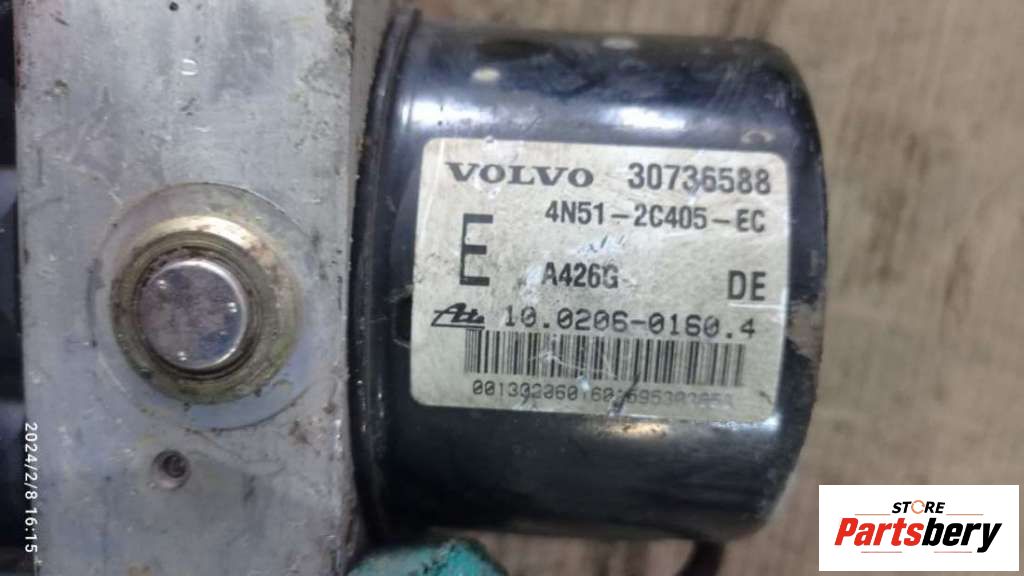 VOLVO 30736588
4N51-2C405-EC
E
A426G
DE
Ate 10.0206-0160.4
2024/2/8 16:15
STORE
Partsbery